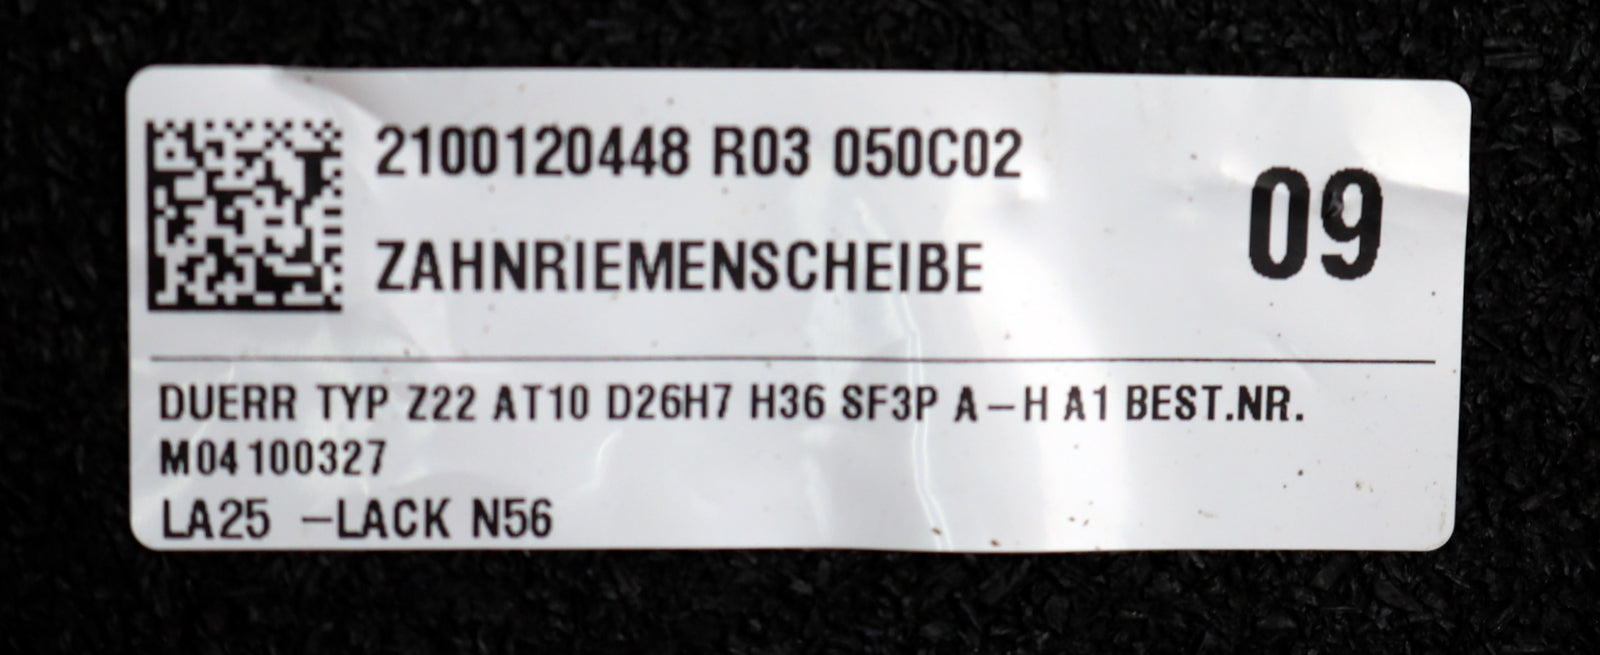 2100120448 R03 050C02
09
ZAHNRIEMENSCHEIBE
DUERR TYP Z22 AT10 D26H7 H36 SF3P A-H A1 BEST.NR.
M04100327
LA25 -LACK N56